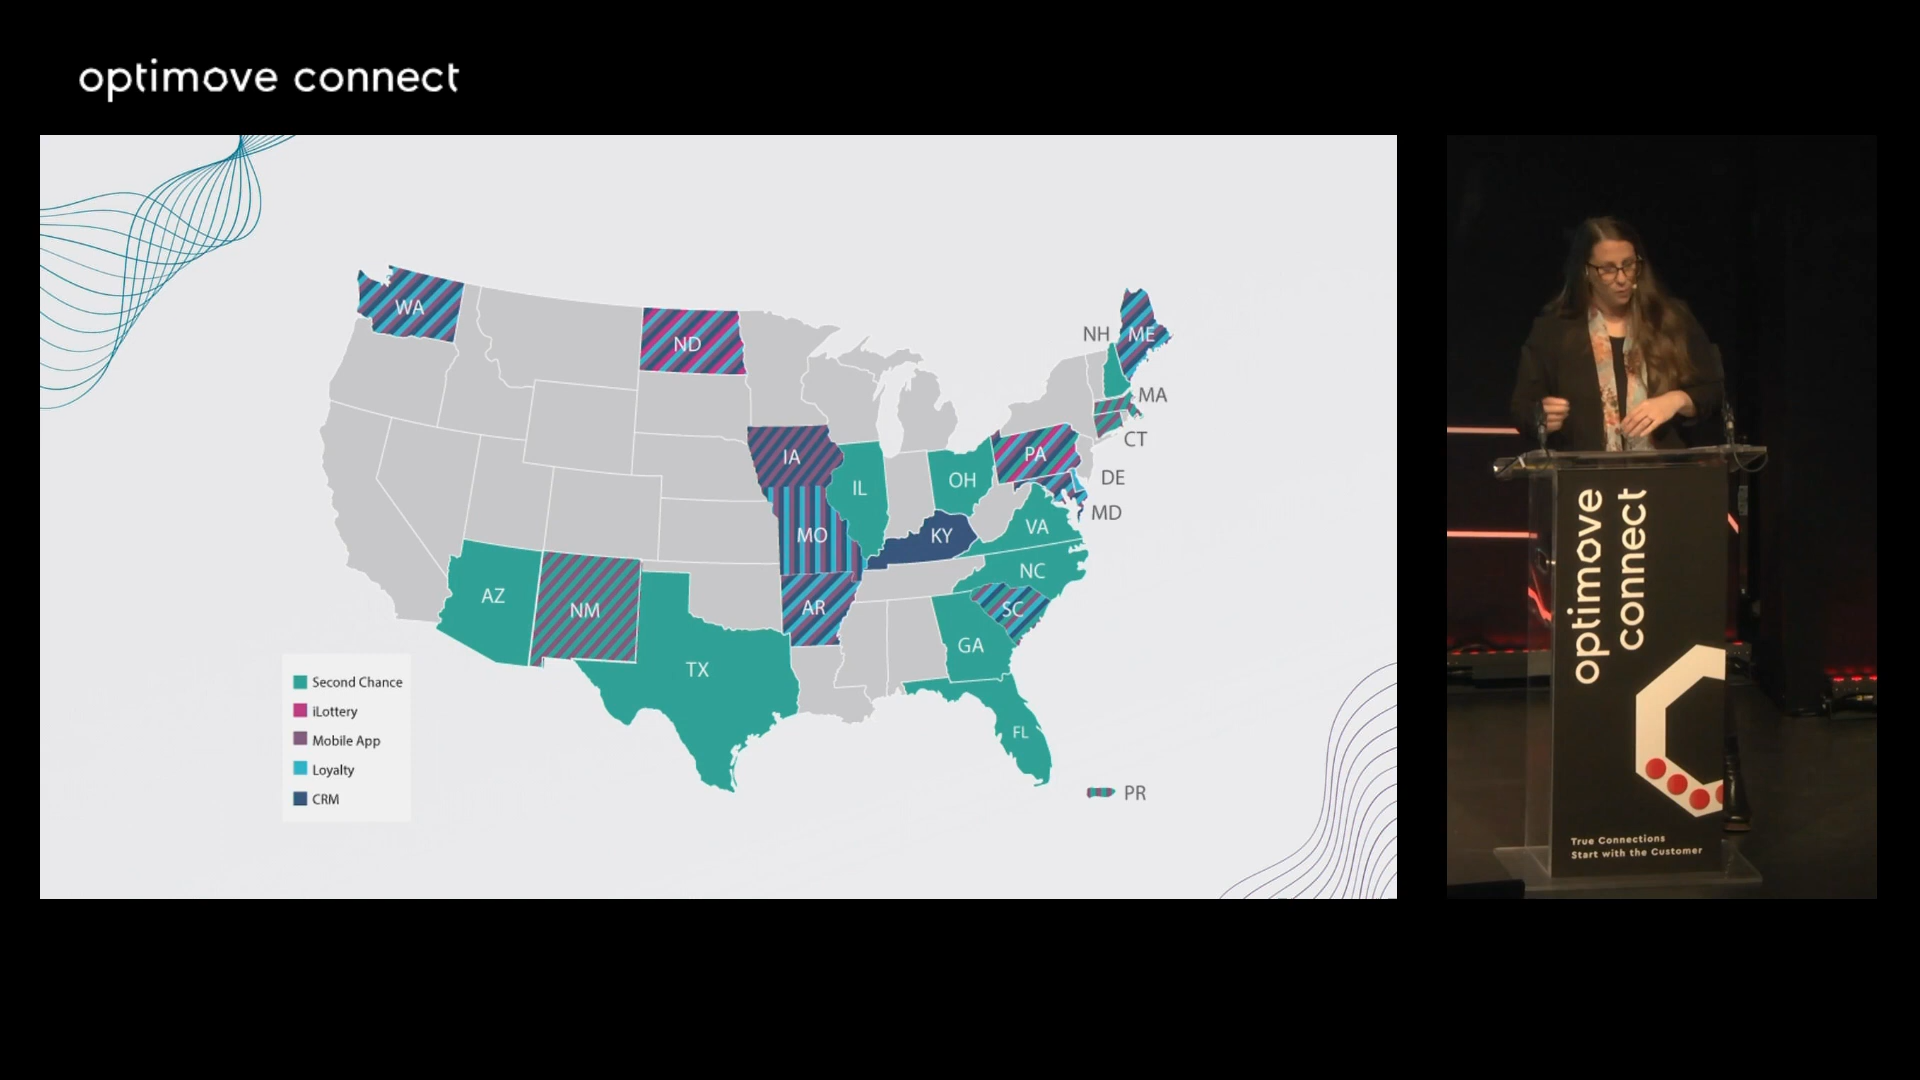 optimove connect
WA
ND
NH
ME
MA
CT
IA
PA
IL
OH
DE
MD
MO
KY
VA
NC
AZ
NM
AR
SC
GA
TX
FL
PR
Second Chance
iLottery
Mobile App
Loyalty
CRM
optimove
connect
True Connections
Start with the Customer